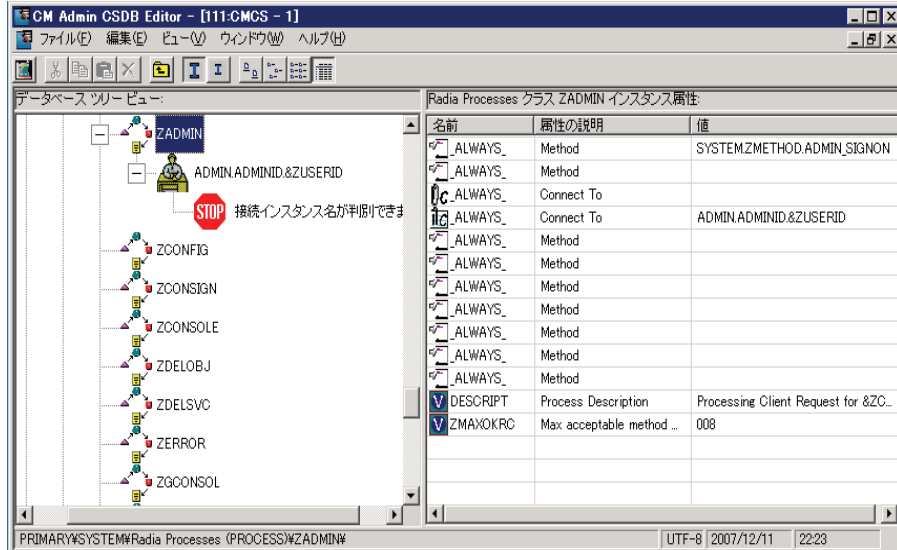 CM Admin CSDB Editor - [111:CMCS - 1]
ファイル(F) 編集(E) ビュー(V) ウィンドウ(W) ヘルプ(H)
データベース ツリー ビュー:
ZADMIN
ADMIN.ADMINID.&ZUSERID
STOP 接続インスタンス名が判別できま
ZCONFIG
ZCONSIGN
ZCONSOLE
ZDELOBJ
ZDELSVC
ZERROR
ZGCONSOL
Radia Processes クラス ZADMIN インスタンス属性:
名前 属性の説明 値
_ALWAYS_ Method SYSTEM.ZMETHOD.ADMIN_SIGNON
_ALWAYS_ Method
_ALWAYS_ Connect To
_ALWAYS_ Connect To ADMIN.ADMINID.&ZUSERID
_ALWAYS_ Method
_ALWAYS_ Method
_ALWAYS_ Method
_ALWAYS_ Method
_ALWAYS_ Method
_ALWAYS_ Method
_ALWAYS_ Method
V DESCRIPT Process Description Processing Client Request for &ZC...
V ZMAXOKRC Max acceptable method ... 008
PRIMARY¥SYSTEM¥Radia Processes (PROCESS)¥ZADMIN¥ UTF-8 2007/12/11 22:23